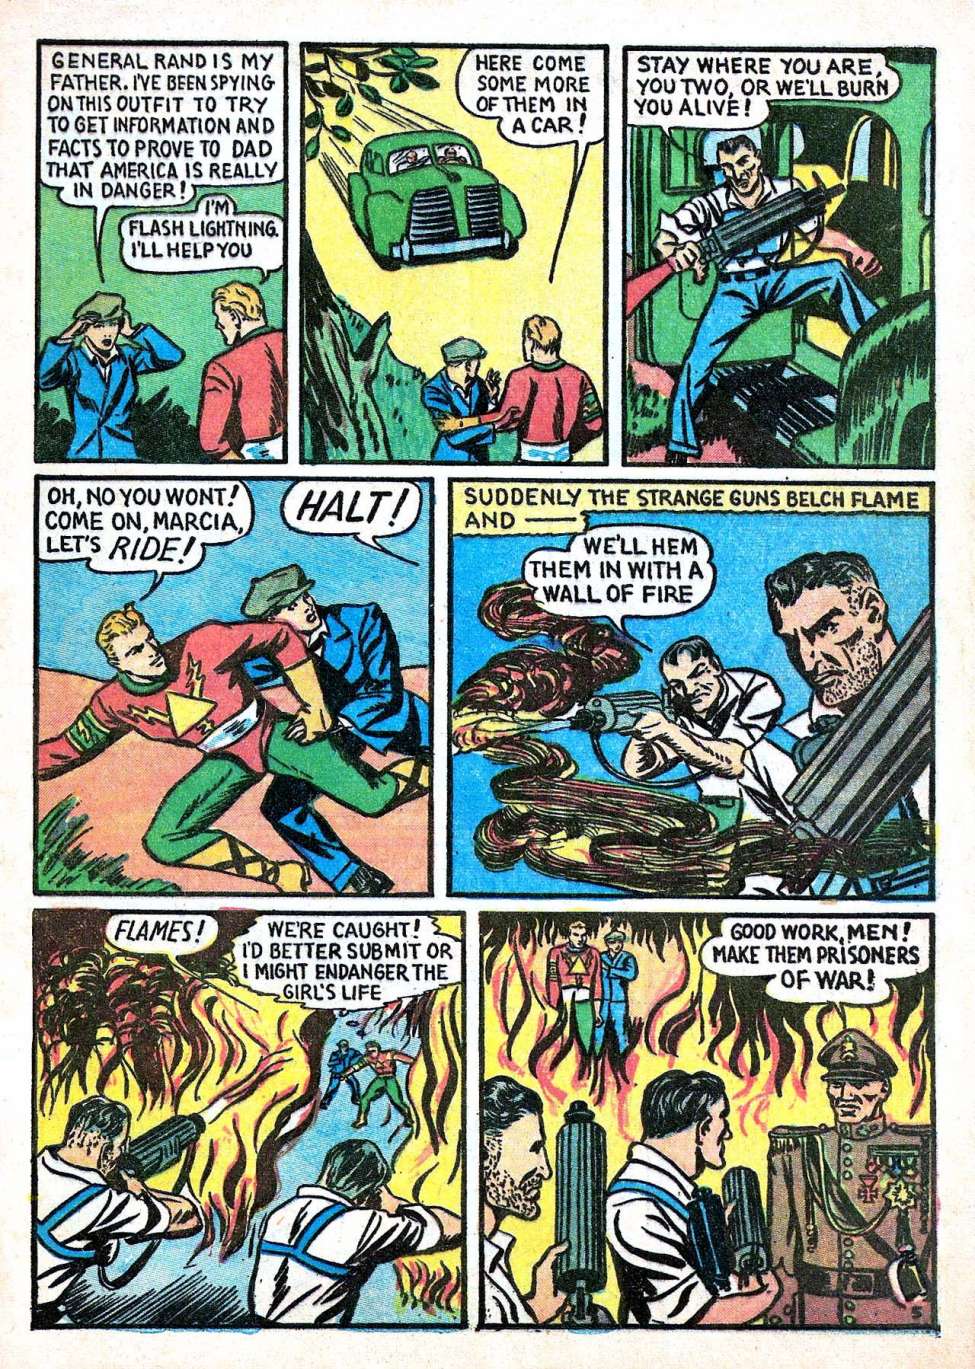 GENERAL RAND IS MY
FATHER. I'VE BEEN SPYING
ON THIS OUTFIT TO TRY
TO GET INFORMATION AND
FACTS TO PROVE TO DAD
THAT AMERICA IS REALLY
IN DANGER!
I'M
FLASH LIGHTNING.
I'LL HELP YOU
HERE COME
SOME MORE
OF THEM IN
A CAR!
STAY WHERE YOU ARE,
YOU TWO, OR WE'LL BURN
YOU ALIVE!
OH, NO YOU WONT!
COME ON, MARCIA,
LET'S RIDE!
HALT!
SUDDENLY THE STRANGE GUNS BELCH FLAME
AND —
WE'LL HEM
THEM IN WITH A
WALL OF FIRE
FLAMES!
WE'RE CAUGHT!
I'D BETTER SUBMIT OR
I MIGHT ENDANGER THE
GIRL'S LIFE
GOOD WORK, MEN!
MAKE THEM PRISONERS
OF WAR!
5